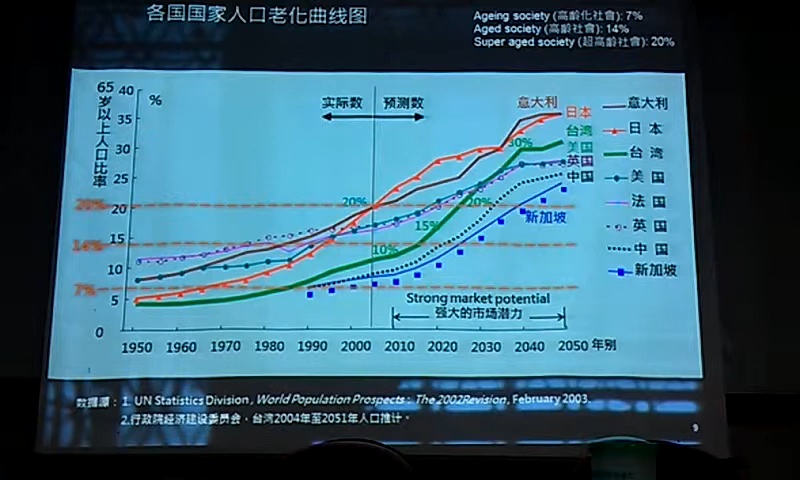 各国国家人口老化曲线图
Ageing society (高齡化社會): 7%
Aged society (高齡社會): 14%
Super aged society (超高齡社會): 20%
65岁以上人口比率
%
40
35
30
25
20
15
10
5
0
20%
14%
7%
实际数
预测数
20%
10%
15%
20%
30%
意大利
日本
台湾
美国
英国
中国
新加坡
意大利
日 本
台 湾
美 国
法 国
英 国
中 国
新加坡
Strong market potential
强大的市场潜力
1950 1960 1970 1980 1990 2000 2010 2020 2030 2040 2050 年别
数据源：1. UN Statistics Division, World Population Prospects : The 2002Revision, February 2003.
2.行政院经济建设委员会，台湾2004年至2051年人口推计。
9